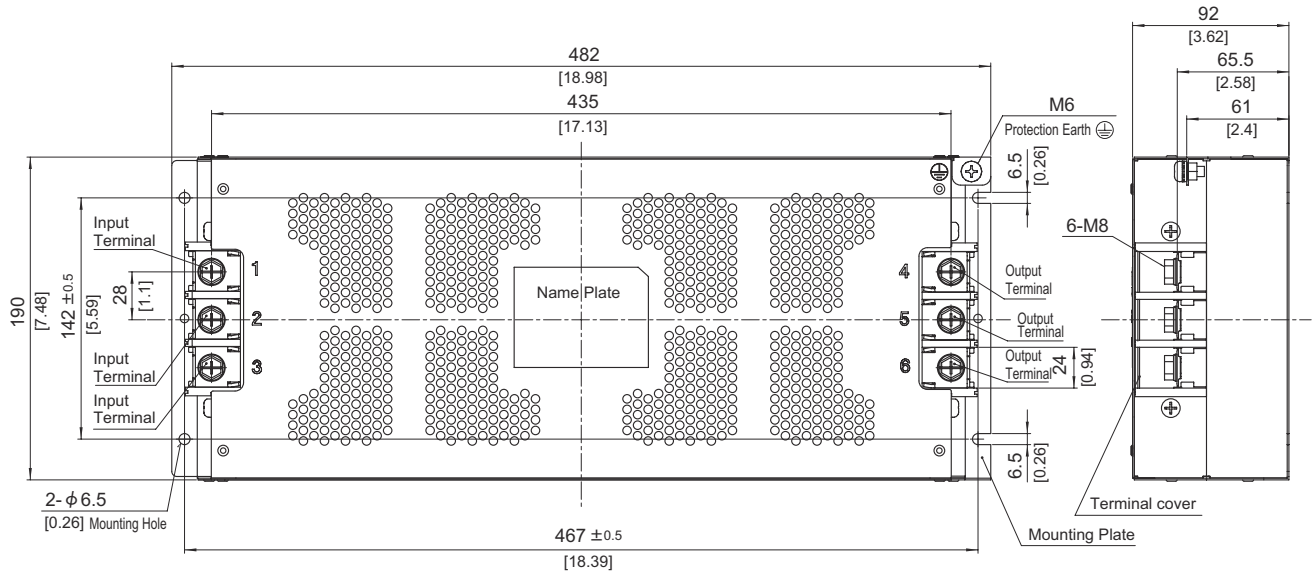 482
[18.98]
435
[17.13]
M6
Protection Earth ⏚
6.5
[0.26]
92
[3.62]
65.5
[2.58]
61
[2.4]
6-M8
Input
Terminal
1
28
[1.1]
2
190
[7.48]
142 ±0.5
[5.59]
Input
Terminal
3
Input
Terminal
Name Plate
4
Output
Terminal
5
Output
Terminal
6
Output
Terminal
24
[0.94]
6.5
[0.26]
2-ϕ6.5
[0.26] Mounting Hole
467 ±0.5
[18.39]
Mounting Plate
Terminal cover